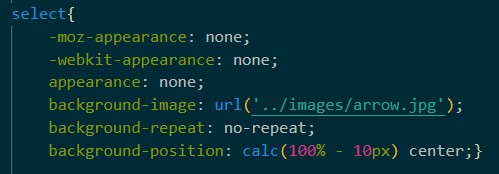 select{
-moz-appearance: none;
-webkit-appearance: none;
appearance: none;
background-image: url('../images/arrow.jpg');
background-repeat: no-repeat;
background-position: calc(100% - 10px) center;}